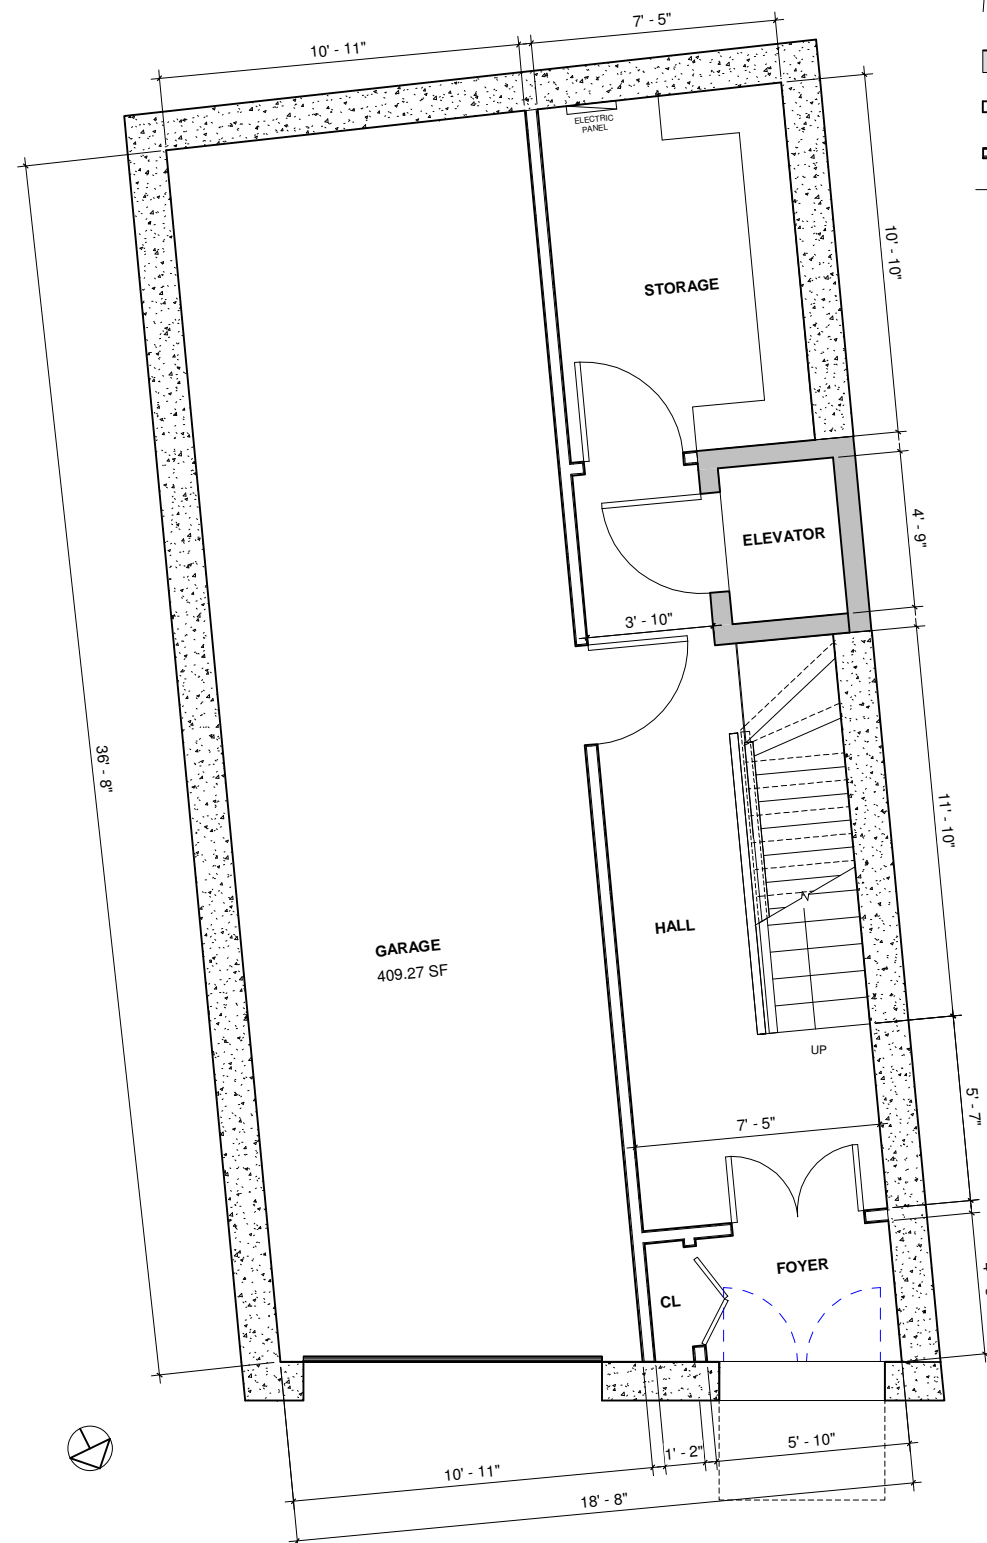 7' - 5"
10' - 11"
ELECTRIC
PANEL
10' - 10"
STORAGE
4' - 9"
ELEVATOR
3' - 10"
36' - 8"
11' - 10"
HALL
GARAGE
409.27 SF
UP
5' - 7"
7' - 5"
FOYER
CL
1' - 2"
5' - 10"
10' - 11"
18' - 8"